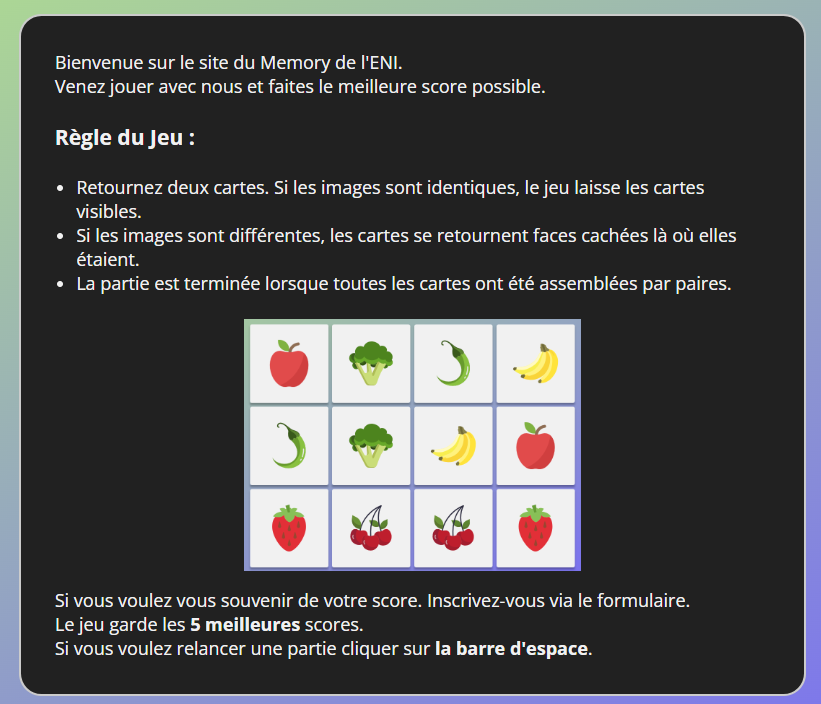 Bienvenue sur le site du Memory de l'ENI.
Venez jouer avec nous et faites le meilleure score possible.
Règle du Jeu :
Retournez deux cartes. Si les images sont identiques, le jeu laisse les cartes
visibles.
Si les images sont différentes, les cartes se retournent faces cachées là où elles
étaient.
La partie est terminée lorsque toutes les cartes ont été assemblées par paires.
Si vous voulez vous souvenir de votre score. Inscrivez-vous via le formulaire.
Le jeu garde les 5 meilleures scores.
Si vous voulez relancer une partie cliquer sur la barre d'espace.